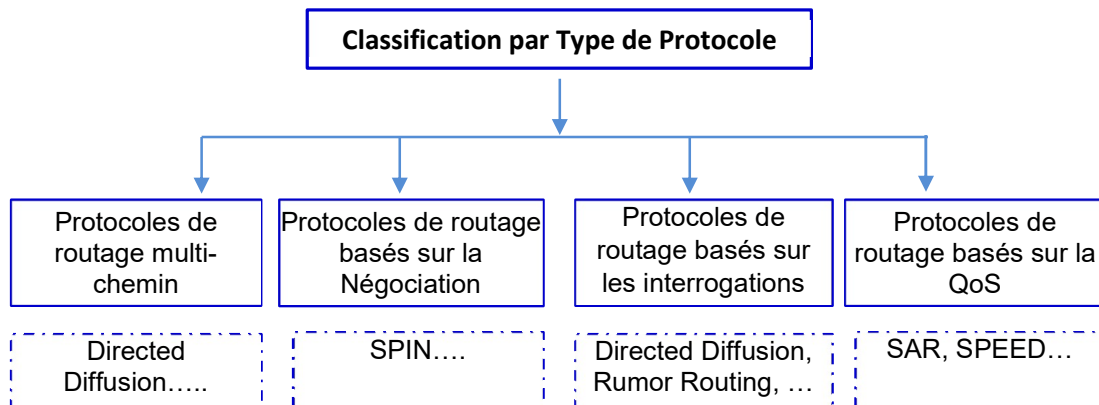 Classification par Type de Protocole
Protocoles de
routage multi-
chemin
Protocoles de routage
basés sur la
Négociation
Protocoles de
routage basés sur
les interrogations
Protocoles de
routage basés sur la
QoS
Directed
Diffusion…..
SPIN….
Directed Diffusion,
Rumor Routing, …
SAR, SPEED…